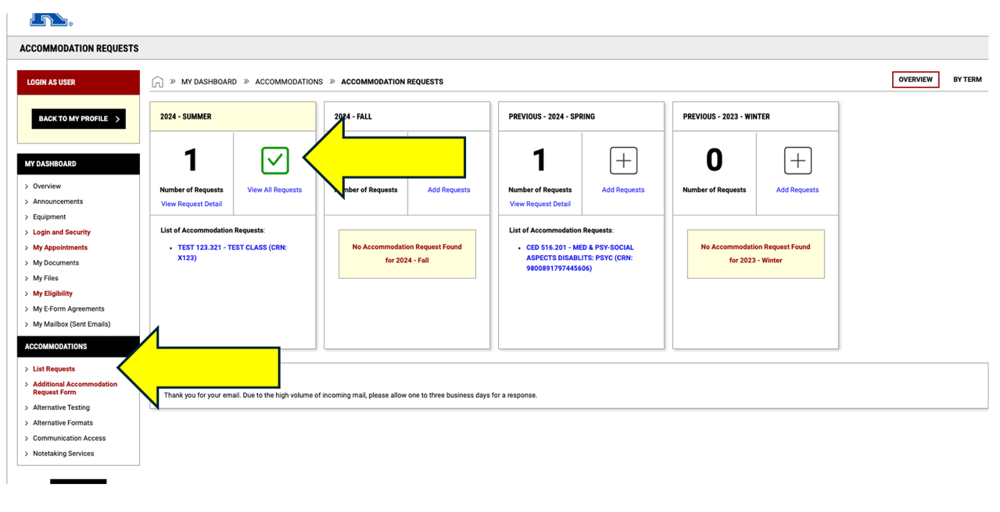 ACCOMMODATION REQUESTS
LOGIN AS USER
BACK TO MY PROFILE
MY DASHBOARD
Overview
Announcements
Equipment
Login and Security
My Appointments
My Documents
My Files
My Eligibility
My E-Form Agreements
My Mailbox (Sent Emails)
ACCOMMODATIONS
List Requests
Additional Accommodation
Request Form
Alternative Testing
Alternative Formats
Communication Access
Notetaking Services
» MY DASHBOARD » ACCOMMODATIONS » ACCOMMODATION REQUESTS
OVERVIEW
BY TERM
2024 - SUMMER
1
Number of Requests
View Request Detail
View All Requests
List of Accommodation Requests:
• TEST 123.321 - TEST CLASS (CRN:
X123)
2024 - FALL
Number of Requests
Add Requests
No Accommodation Request Found
for 2024 - Fall
PREVIOUS - 2024 - SPRING
1
Number of Requests
View Request Detail
Add Requests
List of Accommodation Requests:
• CED 516.201 - MED & PSY-SOCIAL
ASPECTS DISABLITS: PSYC (CRN:
9800891797445606)
PREVIOUS - 2023 - WINTER
0
Number of Requests
Add Requests
No Accommodation Request Found
for 2023 - Winter
Thank you for your email. Due to the high volume of incoming mail, please allow one to three business days for a response.